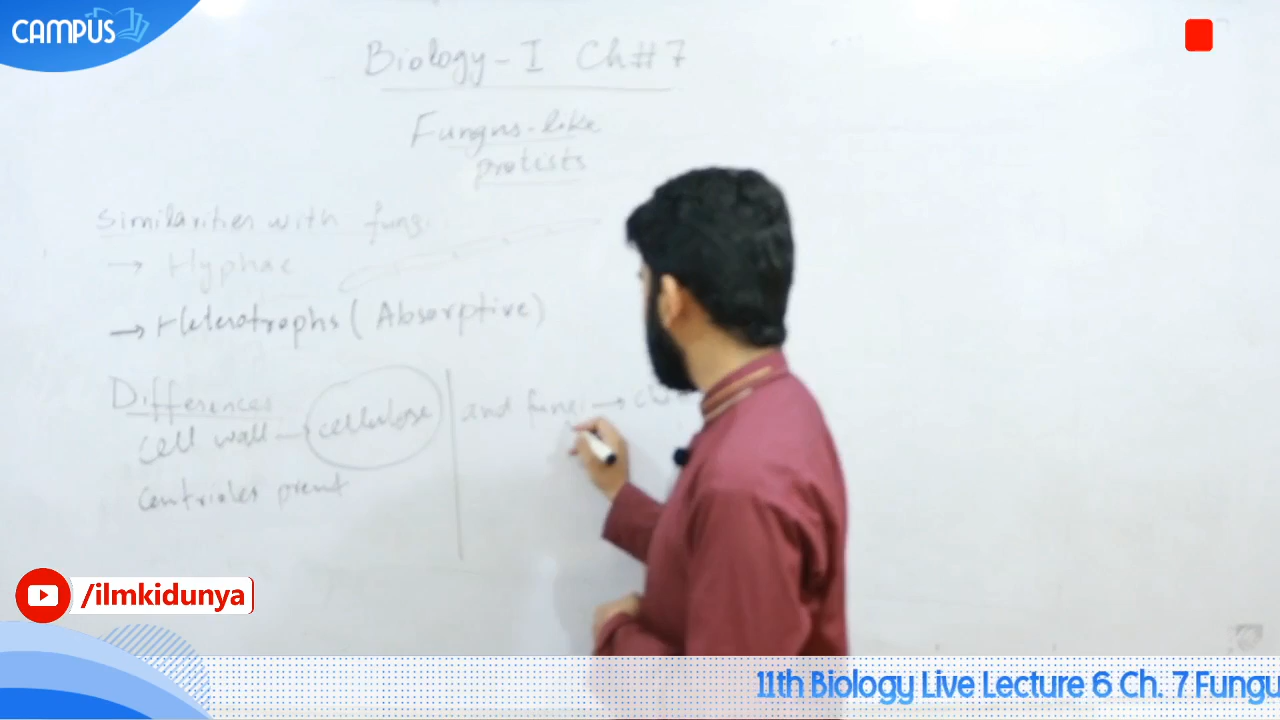 CAMPUS
Biology-I Ch#7
Fungus-like
protists
Similarities with fungi
→ Hyphae
→ Heterotrophs (Absorptive)
Differences
cell wall → cellulose | and fungi → chi
Centrioles present
/ilmkidunya
11th Biology Live Lecture 6 Ch. 7 Fungu